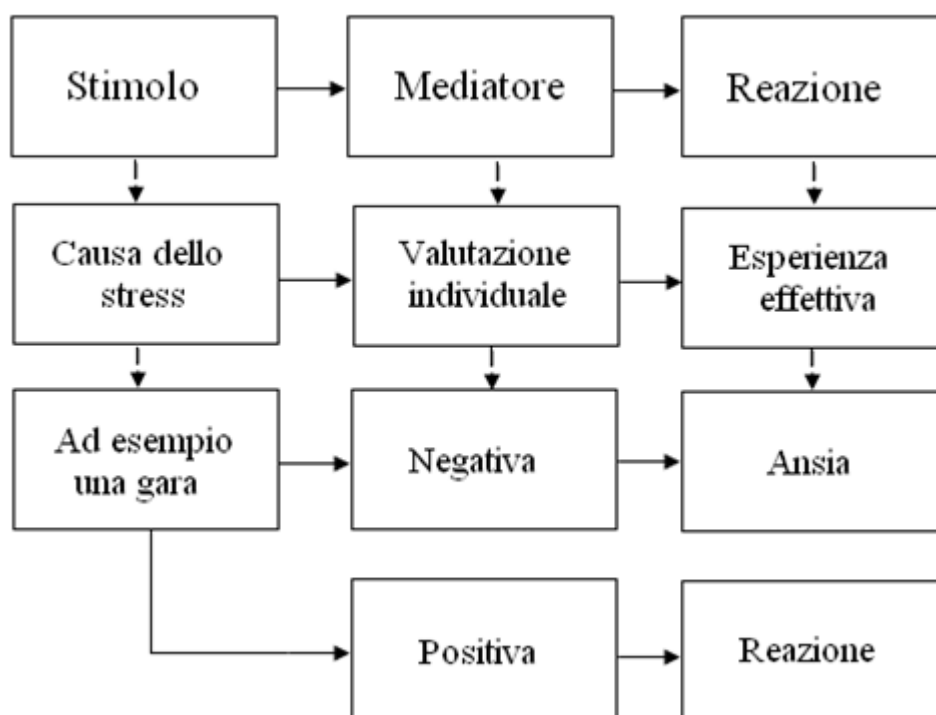 Stimolo
Mediatore
Reazione
Causa dello
stress
Valutazione
individuale
Esperienza
effettiva
Ad esempio
una gara
Negativa
Ansia
Positiva
Reazione